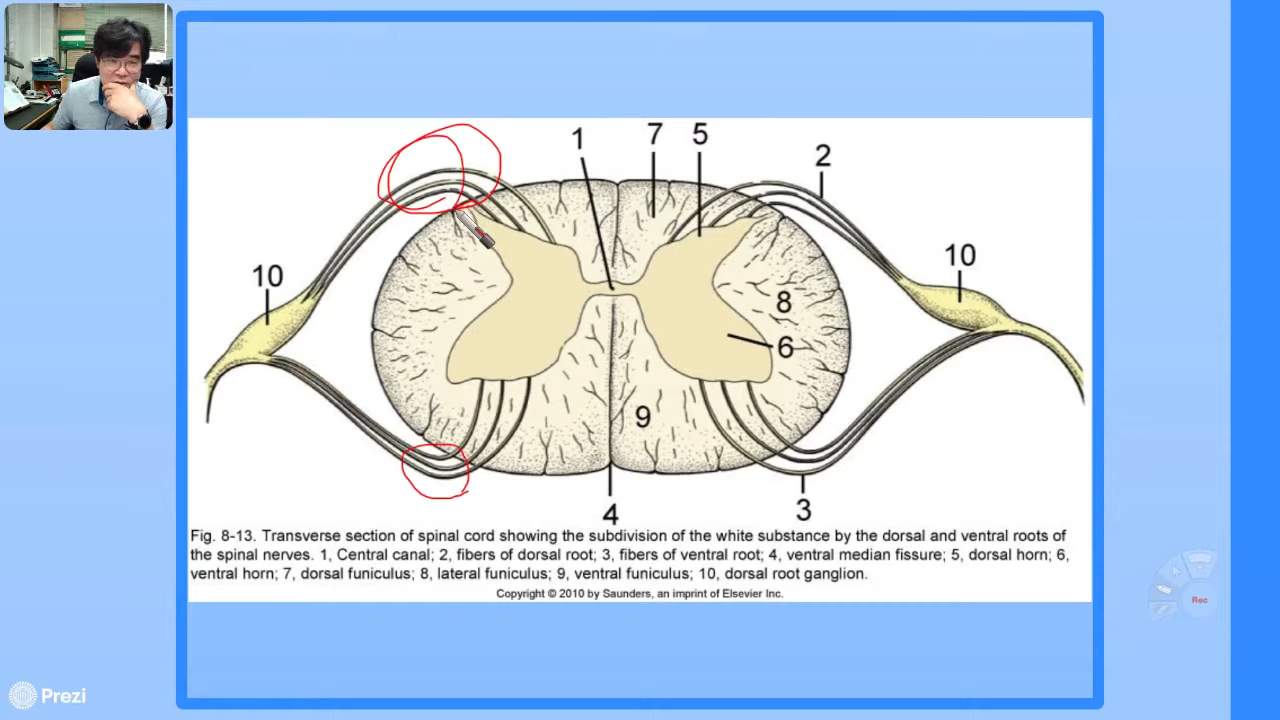 1
7
5
2
10
10
8
6
9
4
3
Fig. 8-13. Transverse section of spinal cord showing the subdivision of the white substance by the dorsal and ventral roots of
the spinal nerves. 1, Central canal; 2, fibers of dorsal root; 3, fibers of ventral root; 4, ventral median fissure; 5, dorsal horn; 6,
ventral horn; 7, dorsal funiculus; 8, lateral funiculus; 9, ventral funiculus; 10, dorsal root ganglion.
Copyright © 2010 by Saunders, an imprint of Elsevier Inc.
Rec
Prezi